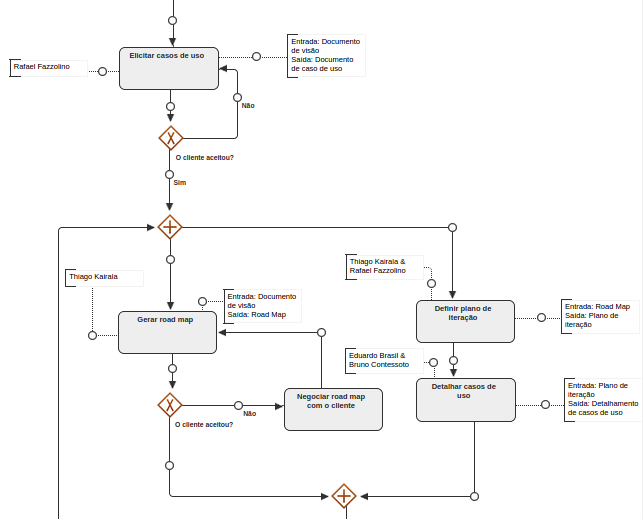 Elicitar casos de uso
Entrada: Documento
de visão
Saída: Documento
de caso de uso
Rafael Fazzolino
Não
O cliente aceitou?
Sim
Thiago Kairala
Entrada: Documento
de visão
Saída: Road Map
Gerar road map
Thiago Kairala &
Rafael Fazzolino
Definir plano de
iteração
Entrada: Road Map
Saída: Plano de
iteração
Eduardo Brasil &
Bruno Contessoto
Detalhar casos de
uso
Entrada: Plano de
iteração
Saída: Detalhamento
de casos de uso
Negociar road map
com o cliente
Não
O cliente aceitou?